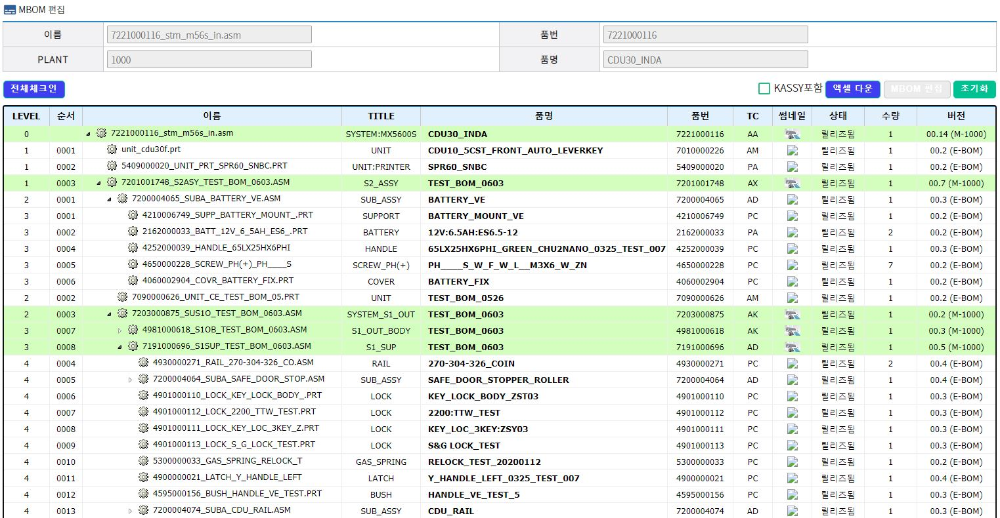 MBOM 편집
이름 7221000116_stm_m56s_in.asm 품번 7221000116
PLANT 1000 품명 CDU30_INDA
전체체크인 KASSY포함 엑셀 다운 MBOM 편집 초기화
LEVEL 순서 이름 TITLE 품명 품번 TC 썸네일 상태 수량 버전
0 7221000116_stm_m56s_in.asm SYSTEM:MX5600S CDU30_INDA 7221000116 AA 릴리즈됨 1 00.14 (M-1000)
1 0001 unit_cdu30f.prt UNIT CDU10_5CST_FRONT_AUTO_LEVERKEY 7010000226 AM 릴리즈됨 1 00.2 (E-BOM)
1 0002 5409000020_UNIT_PRT_SPR60_SNBC.PRT UNIT:PRINTER SPR60_SNBC 5409000020 PA 릴리즈됨 1 00.2 (E-BOM)
1 0003 7201001748_S2ASY_TEST_BOM_0603.ASM S2_ASSY TEST_BOM_0603 7201001748 AX 릴리즈됨 1 00.7 (M-1000)
2 0001 7200004065_SUBA_BATTERY_VE.ASM SUB_ASSY BATTERY_VE 7200004065 AD 릴리즈됨 1 00.3 (E-BOM)
3 0001 4210006749_SUPP_BATTERY_MOUNT_.PRT SUPPORT BATTERY_MOUNT_VE 4210006749 PC 릴리즈됨 1 00.2 (E-BOM)
3 0002 2162000033_BATT_12V_6_5AH_ES6_.PRT BATTERY 12V:6.5AH:ES6.5-12 2162000033 PA 릴리즈됨 2 00.2 (E-BOM)
3 0004 4252000039_HANDLE_65LX25HX6PHI HANDLE 65LX25HX6PHI_GREEN_CHU2NANO_0325_TEST_007 4252000039 PC 릴리즈됨 1 00.3 (E-BOM)
3 0005 4650000228_SCREW_PH(+)_PH____S SCREW_PH(+) PH____S_W_F_W_L__M3X6_W_ZN 4650000228 PC 릴리즈됨 7 00.2 (E-BOM)
3 0006 4060002904_COVR_BATTERY_FIX.PRT COVER BATTERY_FIX 4060002904 PC 릴리즈됨 1 00.2 (E-BOM)
2 0002 7090000626_UNIT_CE_TEST_BOM_05.PRT UNIT TEST_BOM_0526 7090000626 AM 릴리즈됨 1 00.2 (E-BOM)
2 0003 7203000875_SUS1O_TEST_BOM_0603.ASM SYSTEM_S1_OUT TEST_BOM_0603 7203000875 AK 릴리즈됨 1 00.2 (M-1000)
3 0007 4981000618_S1OB_TEST_BOM_0603.ASM S1_OUT_BODY TEST_BOM_0603 4981000618 AK 릴리즈됨 1 00.3 (M-1000)
3 0008 7191000696_S1SUP_TEST_BOM_0603.ASM S1_SUP TEST_BOM_0603 7191000696 AD 릴리즈됨 1 00.5 (M-1000)
4 0004 4930000271_RAIL_270-304-326_CO.ASM RAIL 270-304-326_COIN 4930000271 PC 릴리즈됨 2 00.4 (E-BOM)
4 0005 7200004064_SUBA_SAFE_DOOR_STOP.ASM SUB_ASSY SAFE_DOOR_STOPPER_ROLLER 7200004064 AD 릴리즈됨 1 00.4 (E-BOM)
4 0006 4901000110_LOCK_KEY_LOCK_BODY_.PRT LOCK KEY_LOCK_BODY_ZST03 4901000110 PC 릴리즈됨 1 00.3 (E-BOM)
4 0007 4901000112_LOCK_2200_TTW_TEST.PRT LOCK 2200:TTW_TEST 4901000112 PC 릴리즈됨 1 00.3 (E-BOM)
4 0008 4901000111_LOCK_KEY_LOC_3KEY_Z.PRT LOCK KEY_LOC_3KEY:ZSY03 4901000111 PC 릴리즈됨 1 00.3 (E-BOM)
4 0009 4901000113_LOCK_S_G_LOCK_TEST.PRT LOCK S&G LOCK_TEST 4901000113 PC 릴리즈됨 1 00.3 (E-BOM)
4 0010 5300000033_GAS_SPRING_RELOCK_T GAS_SPRING RELOCK_TEST_20200112 5300000033 PC 릴리즈됨 1 00.2 (E-BOM)
4 0011 4900000021_LATCH_Y_HANDLE_LEFT LATCH Y_HANDLE_LEFT_0325_TEST_007 4900000021 PC 릴리즈됨 1 00.4 (E-BOM)
4 0012 4595000156_BUSH_HANDLE_VE_TEST.PRT BUSH HANDLE_VE_TEST_5 4595000156 PC 릴리즈됨 1 00.3 (E-BOM)
4 0013 7200004074_SUBA_CDU_RAIL.ASM SUB_ASSY CDU_RAIL 7200004074 AD 릴리즈됨 1 00.3 (E-BOM)